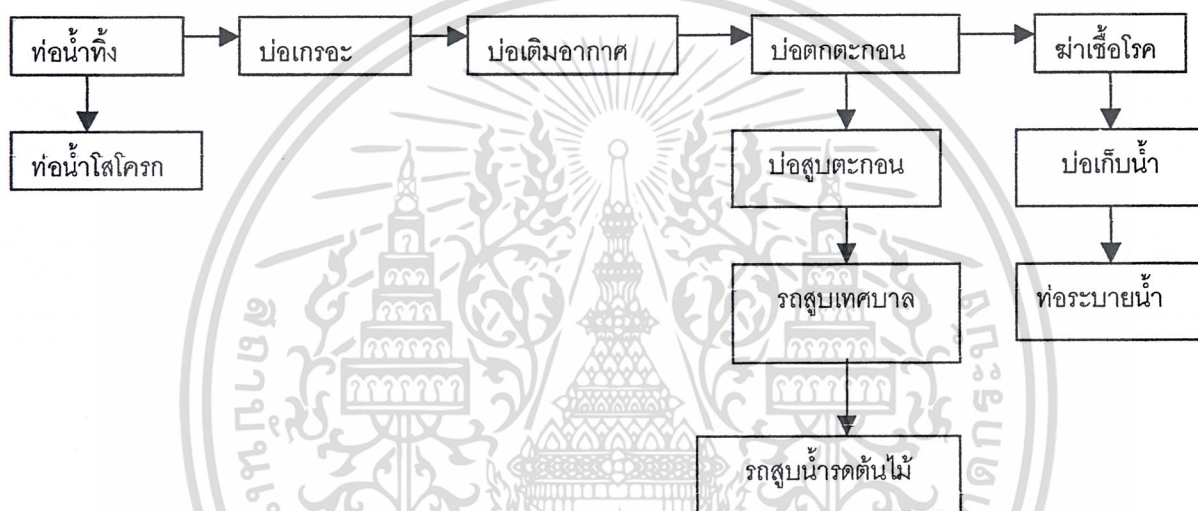 ท่อน้ำทิ้ง
บ่อเกรอะ
บ่อเติมอากาศ
บ่อตกตะกอน
ฆ่าเชื้อโรค
ท่อน้ำโสโครก
บ่อสูบตะกอน
บ่อเก็บน้ำ
รถสูบเทศบาล
ท่อระบายน้ำ
รถสูบน้ำรดต้นไม้